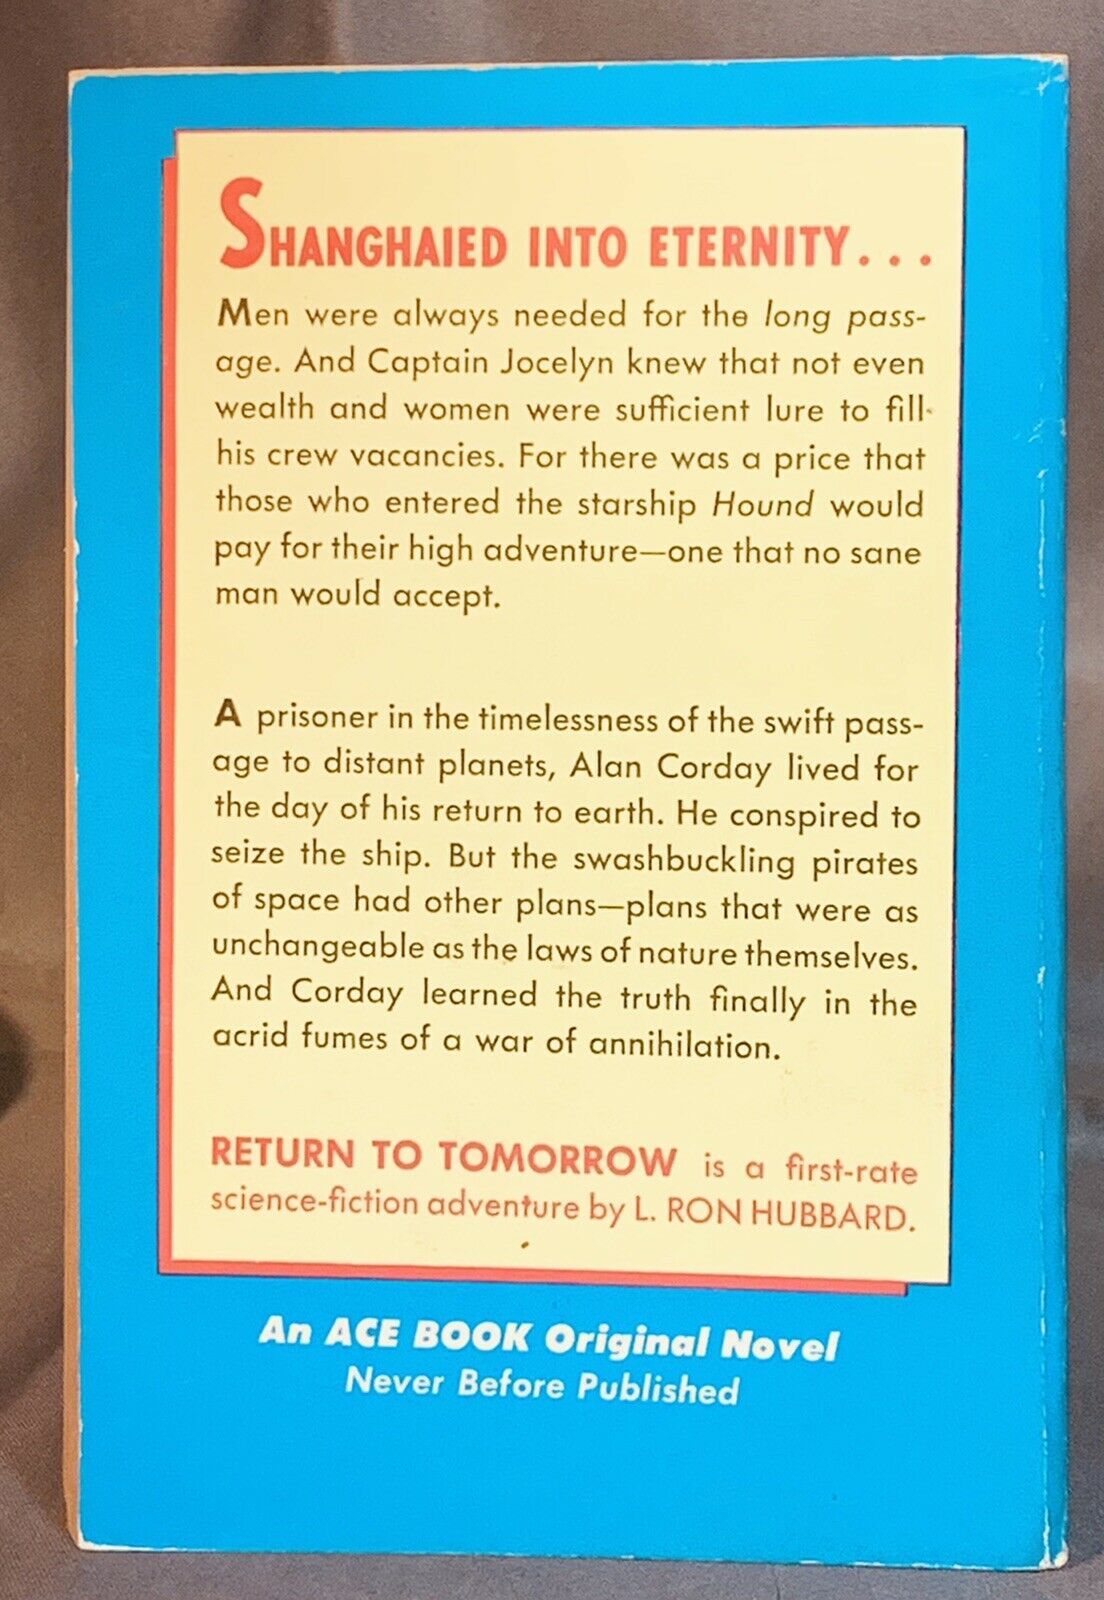 SHANGHAIED INTO ETERNITY...
Men were always needed for the long pass-
age. And Captain Jocelyn knew that not even
wealth and women were sufficient lure to fill
his crew vacancies. For there was a price that
those who entered the starship Hound would
pay for their high adventure—one that no sane
man would accept.
A prisoner in the timelessness of the swift pass-
age to distant planets, Alan Corday lived for
the day of his return to earth. He conspired to
seize the ship. But the swashbuckling pirates
of space had other plans—plans that were as
unchangeable as the laws of nature themselves.
And Corday learned the truth finally in the
acrid fumes of a war of annihilation.
RETURN TO TOMORROW is a first-rate
science-fiction adventure by L. RON HUBBARD.
An ACE BOOK Original Novel
Never Before Published